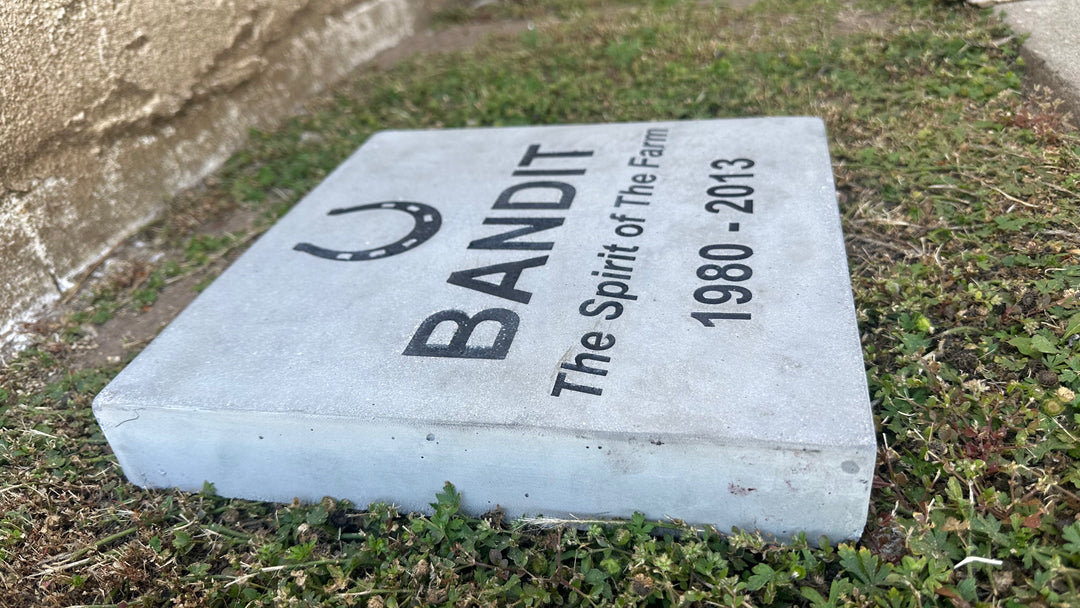 BANDIT
The Spirit of The Farm
1980 - 2013